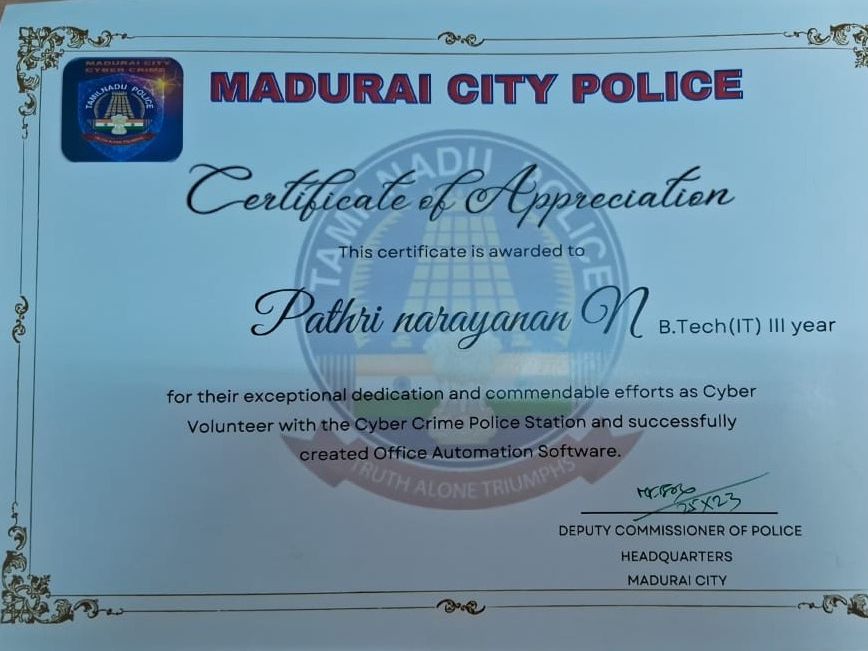 MADURAI CITY
CYBER CRIME
TAMILNADU POLICE
MADURAI CITY POLICE
TAMILNADU POLICE
Certificate of Appreciation
This certificate is awarded to
Pathri narayanan N B.Tech(IT) III year
for their exceptional dedication and commendable efforts as Cyber
Volunteer with the Cyber Crime Police Station and successfully
created Office Automation Software.
TRUTH ALONE TRIUMPHS
25X23
DEPUTY COMMISSIONER OF POLICE
HEADQUARTERS
MADURAI CITY